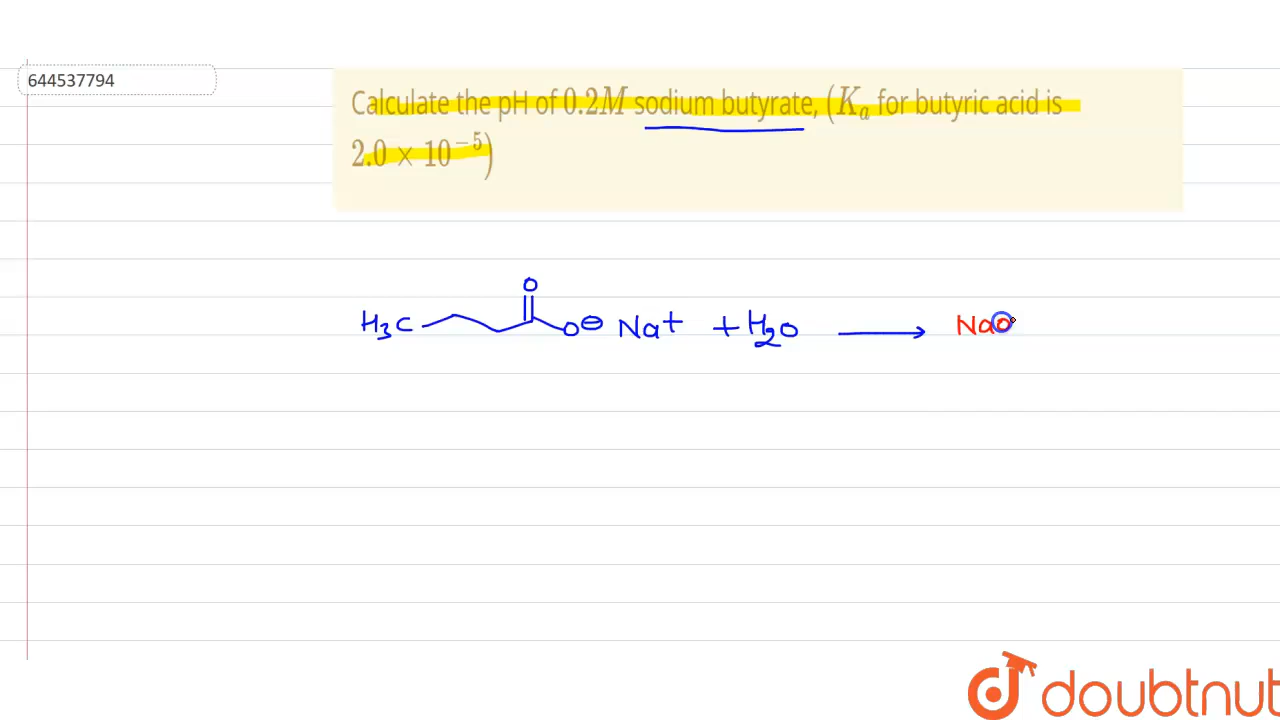 644537794
Calculate the pH of 0.2M sodium butyrate, (Kₐ for butyric acid is
2.0 × 10⁻⁵)
O
H₃C O⊖ Na⁺ + H₂O ⟶ NaO
doubtnut